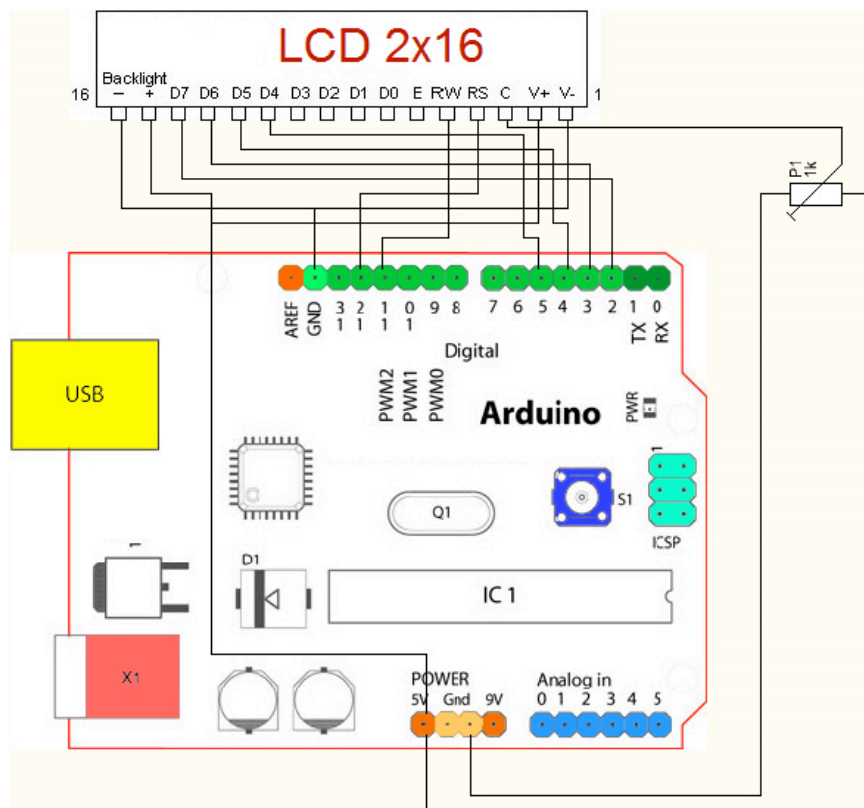 LCD 2x16
Backlight
16 – + D7 D6 D5 D4 D3 D2 D1 D0 E RW RS C V+ V- 1
P1
1k
AREF GND 13 12 11 10 9 8 7 6 5 4 3 2 1 0
TX RX
Digital
PWM2 PWM1 PWM0
USB
Arduino
PWR
1
Q1
S1
ICSP
1
D1
IC 1
X1
POWER
5V Gnd 9V
Analog in
0 1 2 3 4 5